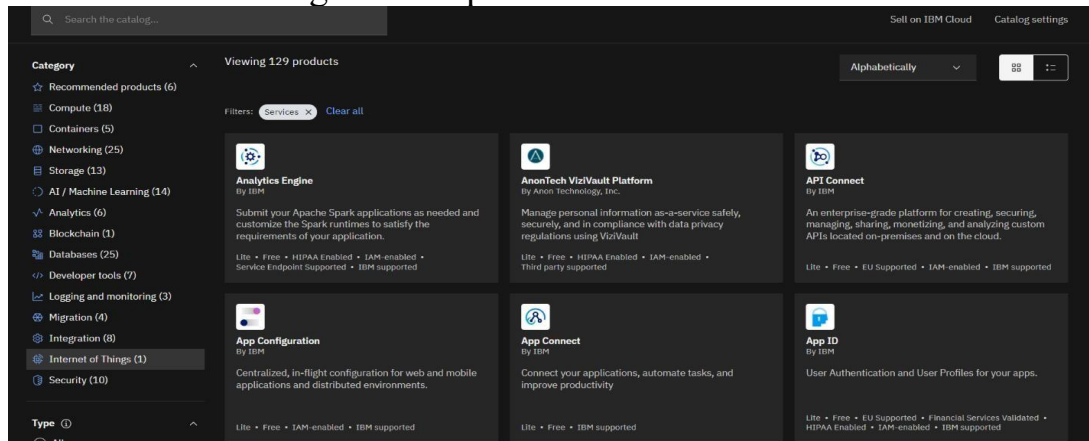 Search the catalog...
Sell on IBM Cloud
Catalog settings
Category
Recommended products (6)
Compute (18)
Containers (5)
Networking (25)
Storage (13)
AI / Machine Learning (14)
Analytics (6)
Blockchain (1)
Databases (25)
Developer tools (7)
Logging and monitoring (3)
Migration (4)
Integration (8)
Internet of Things (1)
Security (10)
Type
Viewing 129 products
Alphabetically
Filters: Services × Clear all
Analytics Engine
By IBM
Submit your Apache Spark applications as needed and
customize the Spark runtimes to satisfy the
requirements of your application.
Lite • Free • HIPAA Enabled • IAM-enabled •
Service Endpoint Supported • IBM supported
AnonTech ViziVault Platform
By Anon Technology, Inc.
Manage personal information as-a-service safely,
securely, and in compliance with data privacy
regulations using ViziVault
Lite • Free • HIPAA Enabled • IAM-enabled •
Third party supported
API Connect
By IBM
An enterprise-grade platform for creating, securing,
managing, sharing, monetizing, and analyzing custom
APIs located on-premises and on the cloud.
Lite • Free • EU Supported • IAM-enabled • IBM supported
App Configuration
By IBM
Centralized, in-flight configuration for web and mobile
applications and distributed environments.
Lite • Free • IAM-enabled • IBM supported
App Connect
By IBM
Connect your applications, automate tasks, and
improve productivity
Lite • Free • IAM-enabled • IBM supported
App ID
By IBM
User Authentication and User Profiles for your apps.
Lite • Free • EU Supported • Financial Services Validated •
HIPAA Enabled • IAM-enabled • IBM supported